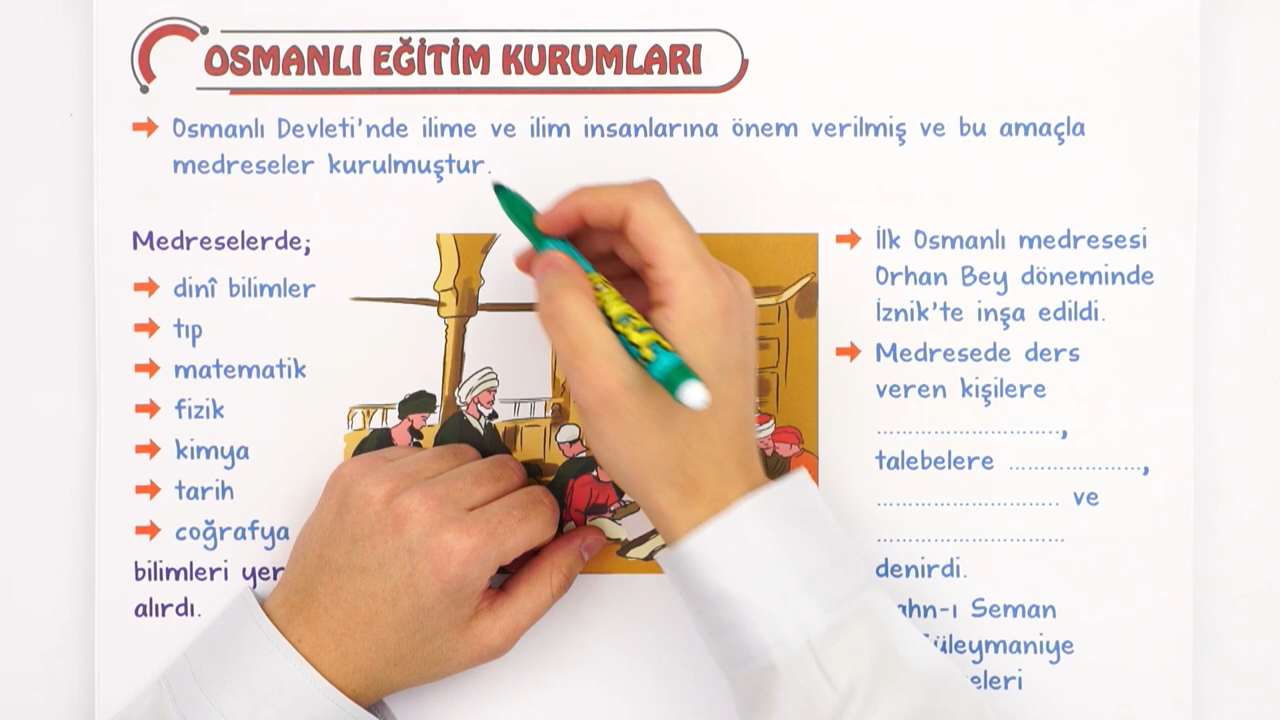 OSMANLI EĞİTİM KURUMLARI
Osmanlı Devleti'nde ilime ve ilim insanlarına önem verilmiş ve bu amaçla
medreseler kurulmuştur.
Medreselerde;
dinî bilimler
tıp
matematik
fizik
kimya
tarih
coğrafya
bilimleri yer
alırdı.
İlk Osmanlı medresesi
Orhan Bey döneminde
İznik'te inşa edildi.
Medresede ders
veren kişilere
............................,
talebelere ....................,
............................ ve
............................
denirdi.
Seman